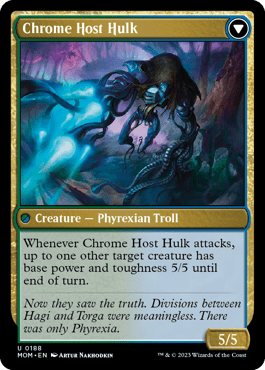 Chrome Host Hulk
Creature — Phyrexian Troll
Whenever Chrome Host Hulk attacks,
up to one other target creature has
base power and toughness 5/5 until
end of turn.
Now they saw the truth. Divisions between
Hagi and Torga were meaningless. There
was only Phyrexia.
5/5
U 0188
MOM • EN Artur Nakhodkin
™ & © 2023 Wizards of the Coast